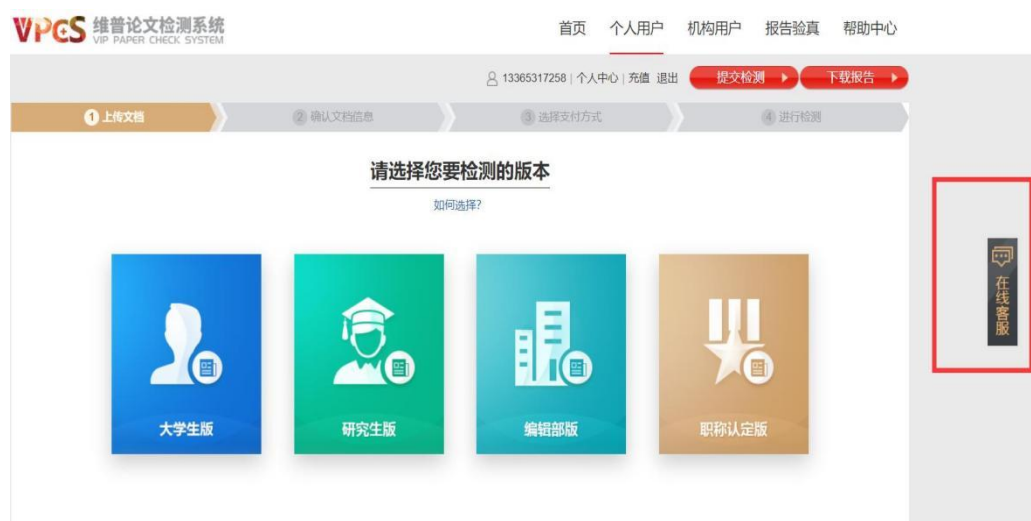 VPCS 维普论文检测系统
VIP PAPER CHECK SYSTEM
首页 个人用户 机构用户 报告验真 帮助中心
13365317258 | 个人中心 | 充值 退出 提交检测 下载报告
1 上传文档 2 确认文档信息 3 选择支付方式 4 进行检测
请选择您要检测的版本
如何选择?
在线客服
大学生版 研究生版 编辑部版 职称认定版